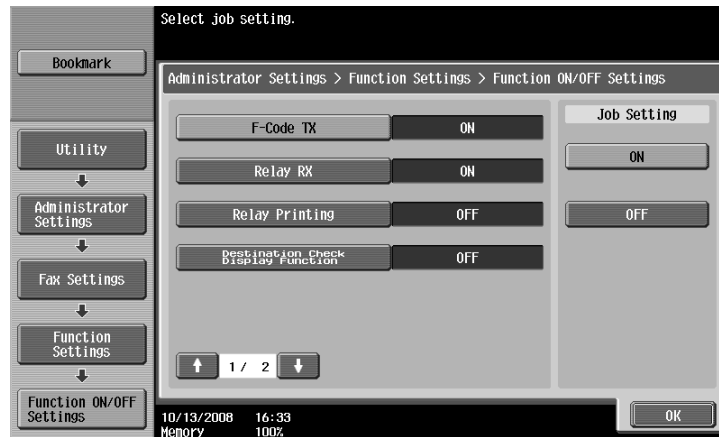 Select job setting.
Bookmark
Administrator Settings > Function Settings > Function ON/OFF Settings
Utility
Administrator
Settings
Fax Settings
Function
Settings
Function ON/OFF
Settings
F-Code TX
ON
Relay RX
ON
Relay Printing
OFF
Destination Check
Display Function
OFF
1/ 2
Job Setting
ON
OFF
10/13/2008 16:33
Memory 100%
OK